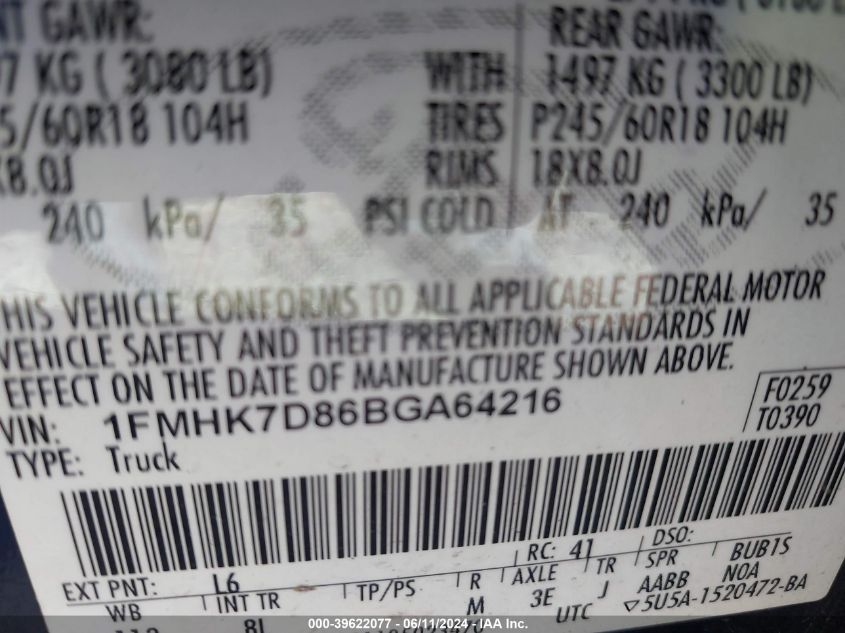 NT GAWR: REAR GAWR:
7 KG ( 3080 LB) WITH 1497 KG ( 3300 LB)
5/60R18 104H TIRES P245/60R18 104H
X8.0J RIMS 18X8.0J
240 kPa/ 35 PSI COLD AT 240 kPa/ 35
THIS VEHICLE CONFORMS TO ALL APPLICABLE FEDERAL MOTOR
VEHICLE SAFETY AND THEFT PREVENTION STANDARDS IN
EFFECT ON THE DATE OF MANUFACTURE SHOWN ABOVE.
VIN: 1FMHK7D86BGA64216 F0259
TYPE: Truck T0390
EXT PNT: L6 RC: 41 DSO:
WB INT TR TP/PS R AXLE TR SPR BUB1S
8L M 3E J AABB N0A
UTC ▽5U5A-1520472-BA
000-39622077 - 06/11/2024 - IAA Inc.